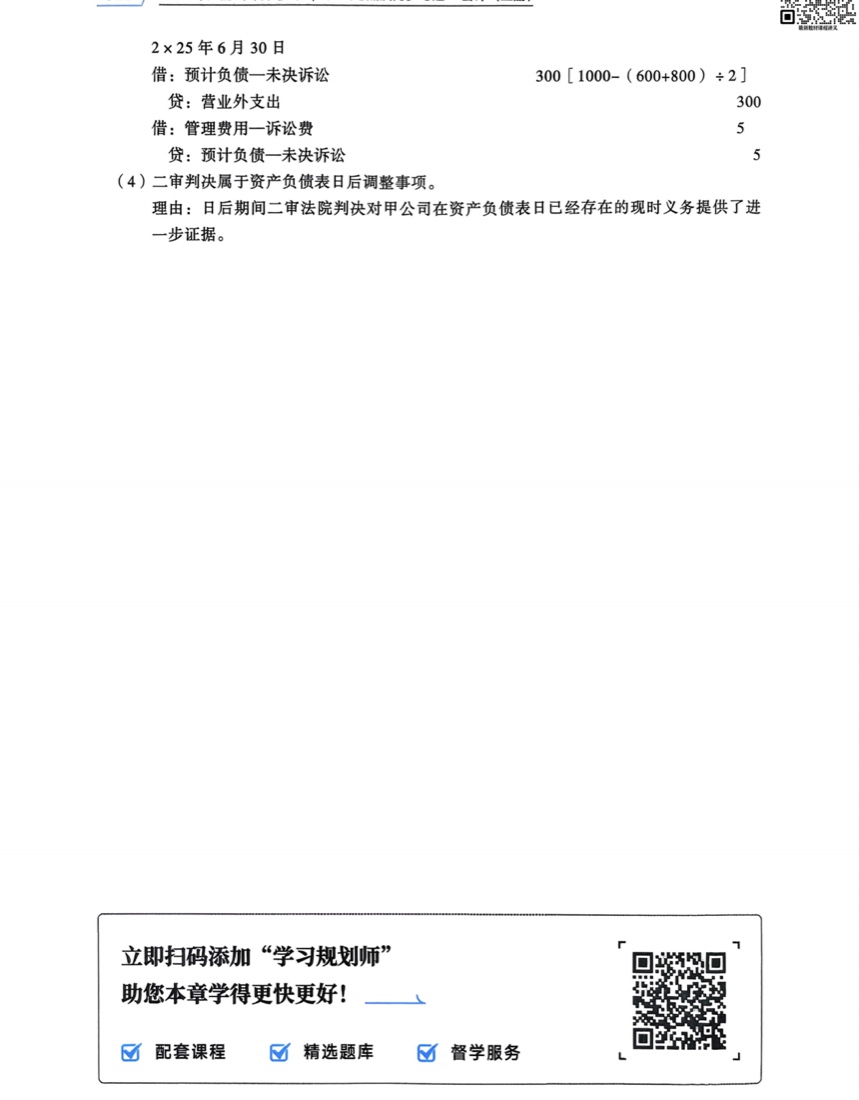 2×25年6月30日
借：预计负债—未决诉讼 300［1000-（600+800）÷2］
贷：营业外支出 300
借：管理费用—诉讼费 5
贷：预计负债—未决诉讼 5
（4）二审判决属于资产负债表日后调整事项。
理由：日后期间二审法院判决对甲公司在资产负债表日已经存在的现时义务提供了进
一步证据。
立即扫码添加“学习规划师”
助您本章学得更快更好！
配套课程 精选题库 督学服务